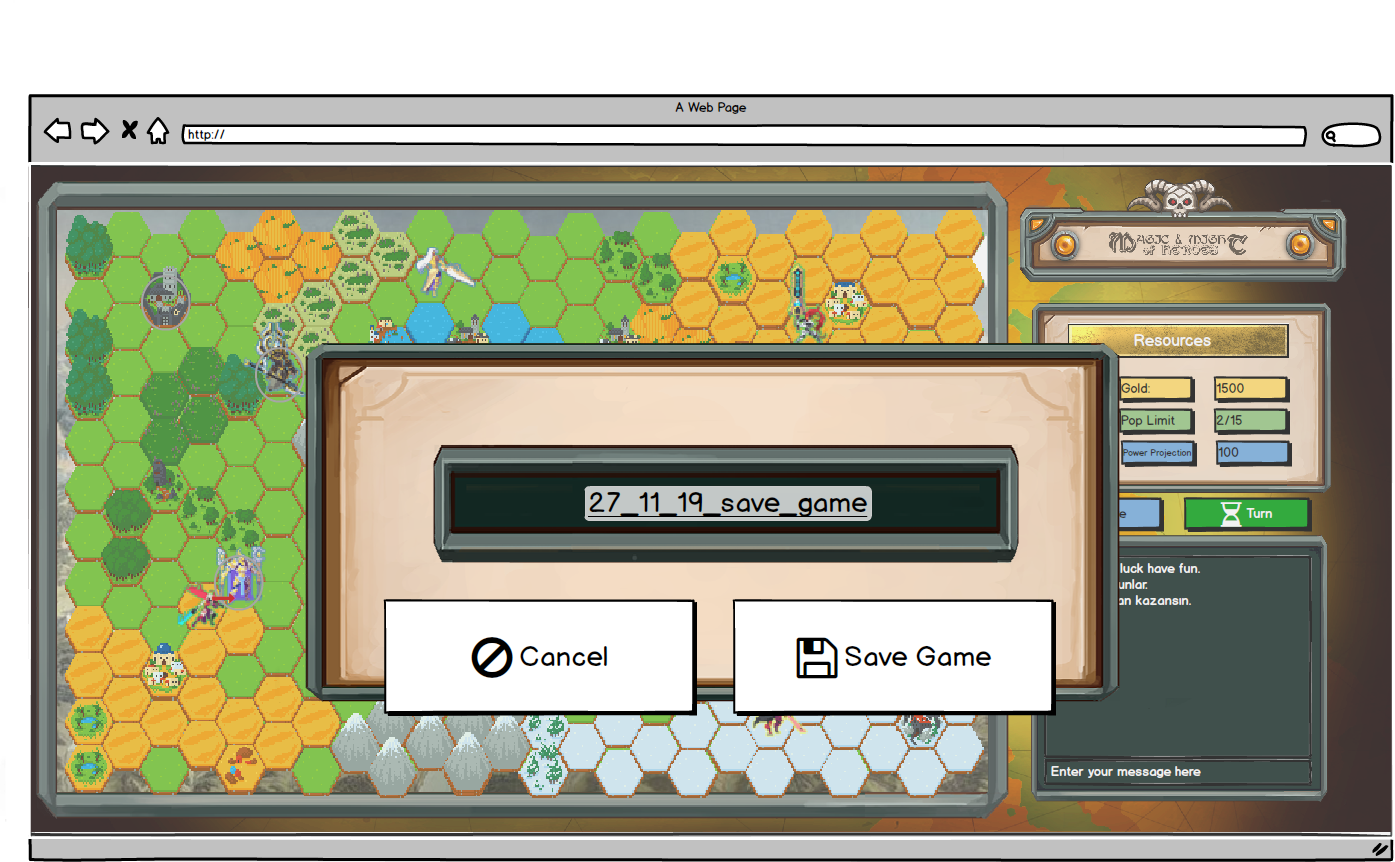 A Web Page
http://
MAGIC & MIGHT
OF HEROES
Resources
Gold: 1500
Pop Limit 2/15
Power Projection 100
27_11_19_save_game
Cancel
Save Game
e
Turn
luck have fun.
unlar.
an kazansın.
Enter your message here